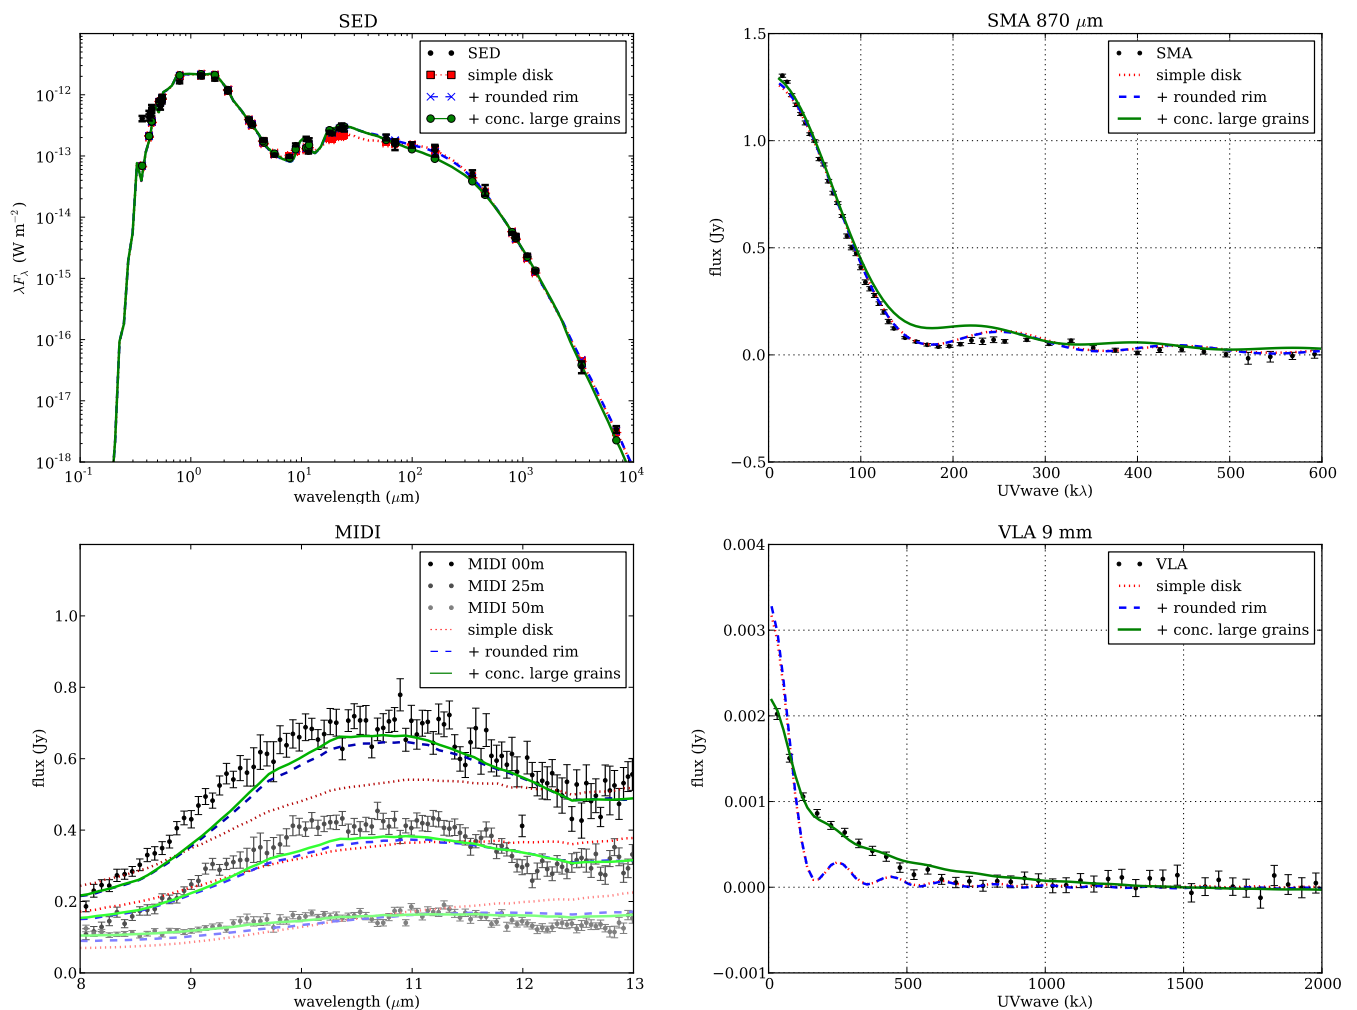 SED
SED
simple disk
+ rounded rim
+ conc. large grains
10^-12
10^-13
10^-14
10^-15
10^-16
10^-17
10^-18
λF_λ (W m^−2)
10^-1 10^0 10^1 10^2 10^3 10^4
wavelength (μm)
SMA 870 μm
SMA
simple disk
+ rounded rim
+ conc. large grains
1.5
1.0
0.5
0.0
−0.5
flux (Jy)
0 100 200 300 400 500 600
UVwave (kλ)
MIDI
MIDI 00m
MIDI 25m
MIDI 50m
simple disk
+ rounded rim
+ conc. large grains
1.0
0.8
0.6
0.4
0.2
0.0
flux (Jy)
8 9 10 11 12 13
wavelength (μm)
VLA 9 mm
VLA
simple disk
+ rounded rim
+ conc. large grains
0.004
0.003
0.002
0.001
0.000
−0.001
flux (Jy)
0 500 1000 1500 2000
UVwave (kλ)